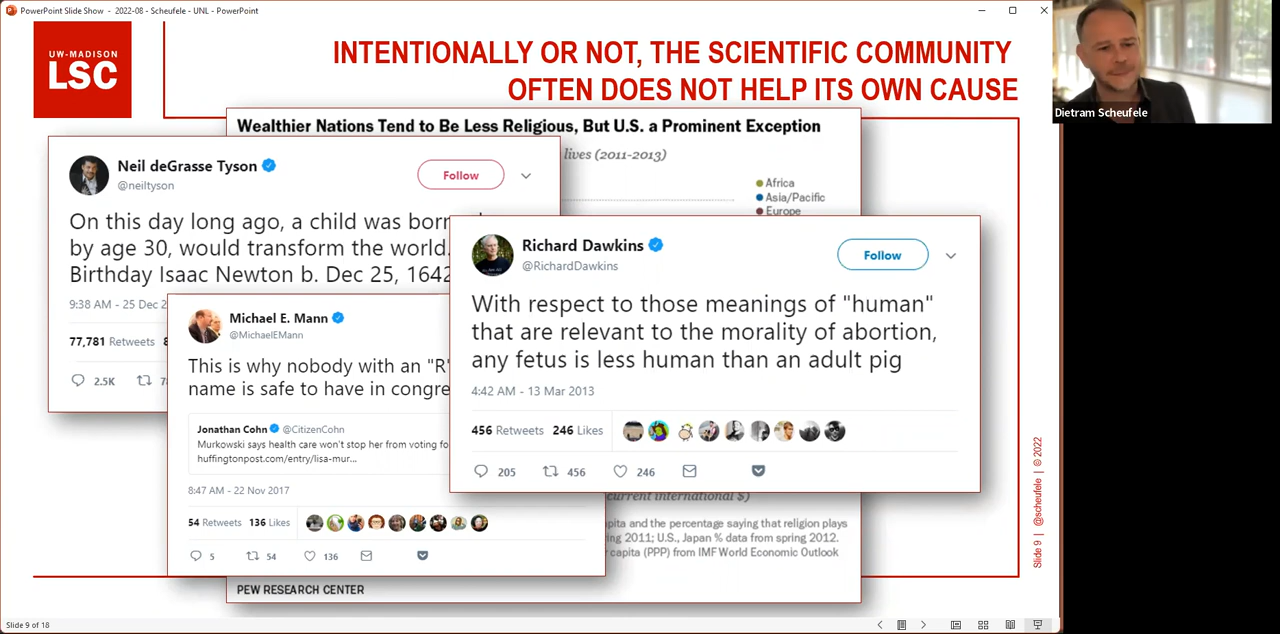 PowerPoint Slide Show - 2022-08 - Scheufele - UNL - PowerPoint
UW-MADISON
LSC
INTENTIONALLY OR NOT, THE SCIENTIFIC COMMUNITY
OFTEN DOES NOT HELP ITS OWN CAUSE
Dietram Scheufele
Wealthier Nations Tend to Be Less Religious, But U.S. a Prominent Exception
lives (2011-2013)
Africa
Asia/Pacific
Europe
Neil deGrasse Tyson
@neiltyson
Follow
On this day long ago, a child was born
by age 30, would transform the world.
Birthday Isaac Newton b. Dec 25, 1642
9:38 AM - 25 Dec 2
77,781 Retweets
2.5K
Michael E. Mann
@MichaelEMann
This is why nobody with an "R"
name is safe to have in congre
Jonathan Cohn @CitizenCohn
Murkowski says health care won't stop her from voting fo
huffingtonpost.com/entry/lisa-mur...
8:47 AM - 22 Nov 2017
54 Retweets 136 Likes
5 54 136
Richard Dawkins
@RichardDawkins
Follow
With respect to those meanings of "human"
that are relevant to the morality of abortion,
any fetus is less human than an adult pig
4:42 AM - 13 Mar 2013
456 Retweets 246 Likes
205 456 246
current international $)
pita and the percentage saying that religion plays
ing 2011; U.S., Japan % data from spring 2012.
capita (PPP) from IMF World Economic Outlook
PEW RESEARCH CENTER
Slide 9 | @scheufele | © 2022
Slide 9 of 18